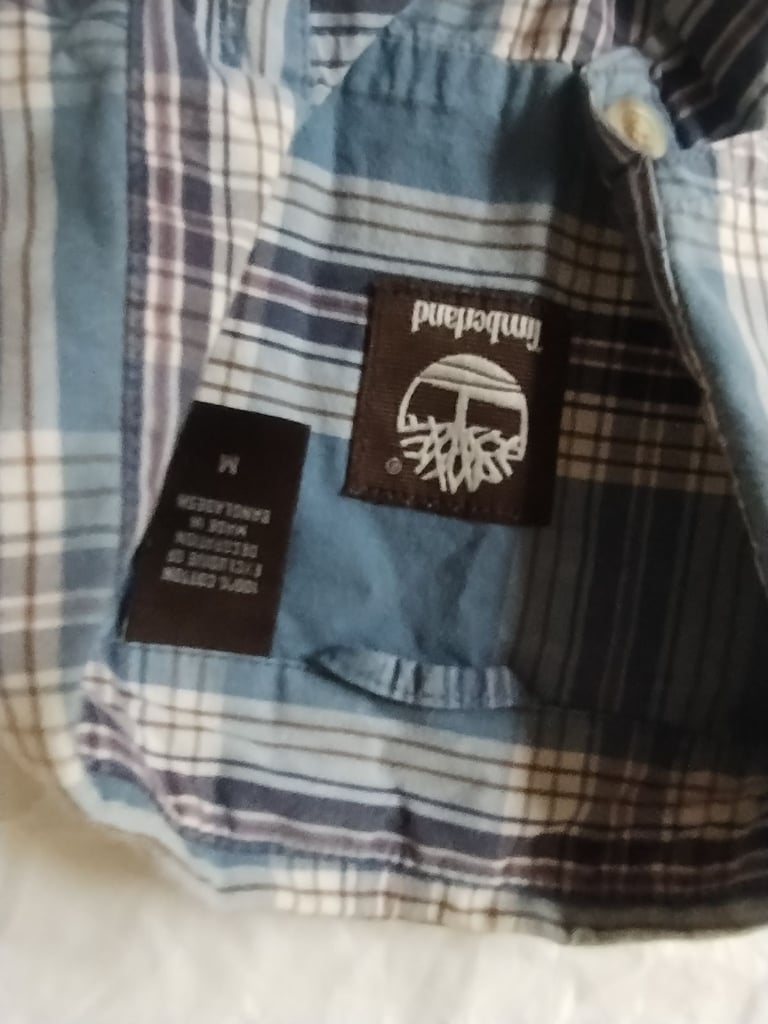 Timberland
®
M
100% COTTON
EXCLUSIVE OF
DECORATION
MADE IN
BANGLADESH